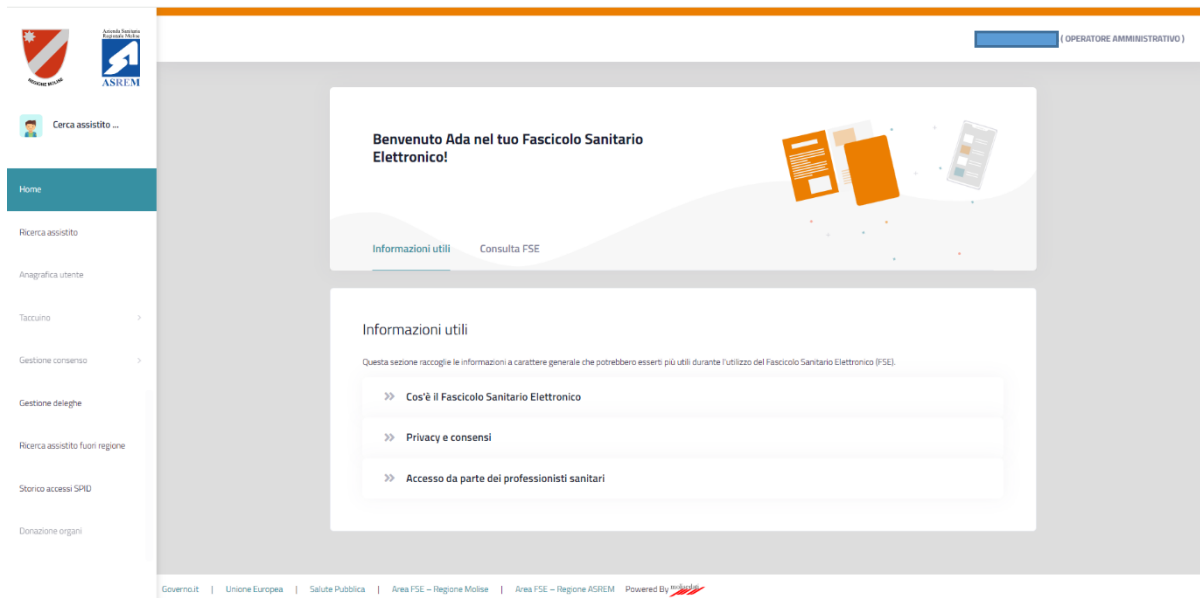 REGIONE MOLISE
Azienda Sanitaria
Regionale Molise
ASREM
( OPERATORE AMMINISTRATIVO )
Cerca assistito ...
Home
Ricerca assistito
Anagrafica utente
Taccuino
Gestione consenso
Gestione deleghe
Ricerca assistito fuori regione
Storico accessi SPID
Donazione organi
Benvenuto Ada nel tuo Fascicolo Sanitario
Elettronico!
Informazioni utili Consulta FSE
Informazioni utili
Questa sezione raccoglie le informazioni a carattere generale che potrebbero esserti più utili durante l'utilizzo del Fascicolo Sanitario Elettronico (FSE).
Cos'è il Fascicolo Sanitario Elettronico
Privacy e consensi
Accesso da parte dei professionisti sanitari
Governo.it | Unione Europea | Salute Pubblica | Area FSE – Regione Molise | Area FSE – Regione ASREM Powered By